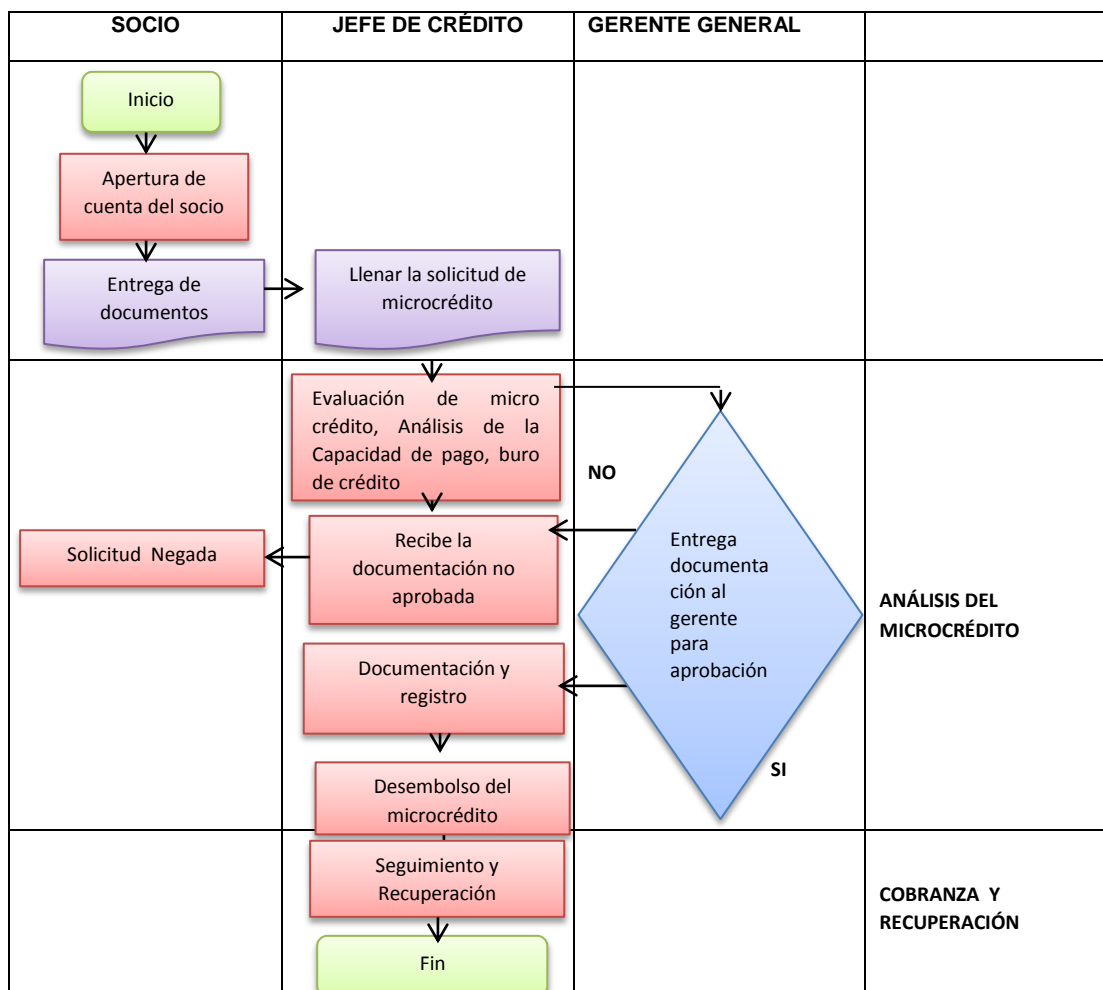 SOCIO
JEFE DE CRÉDITO
GERENTE GENERAL
Inicio
Apertura de
cuenta del socio
Entrega de
documentos
Llenar la solicitud de
microcrédito
Evaluación de micro
crédito, Análisis de la
Capacidad de pago, buro
de crédito
NO
Recibe la
documentación no
aprobada
Solicitud Negada
Entrega
documenta
ción al
gerente
para
aprobación
ANÁLISIS DEL
MICROCRÉDITO
Documentación y
registro
SI
Desembolso del
microcrédito
Seguimiento y
Recuperación
COBRANZA Y
RECUPERACIÓN
Fin